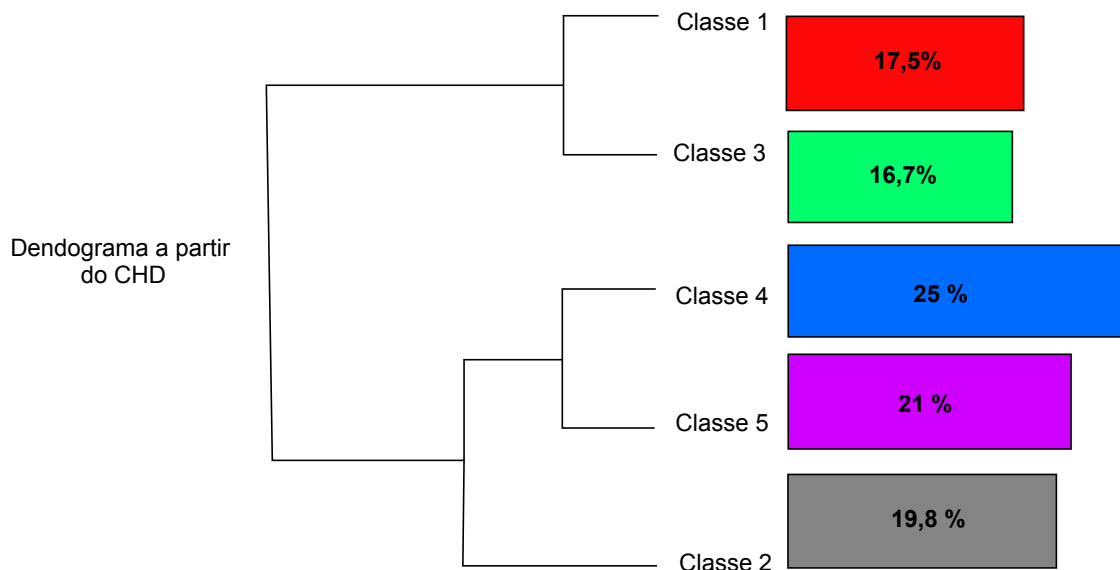 Classe 1
17,5%
Classe 3
16,7%
Dendograma a partir
do CHD
Classe 4
25 %
Classe 5
21 %
19,8 %
Classe 2